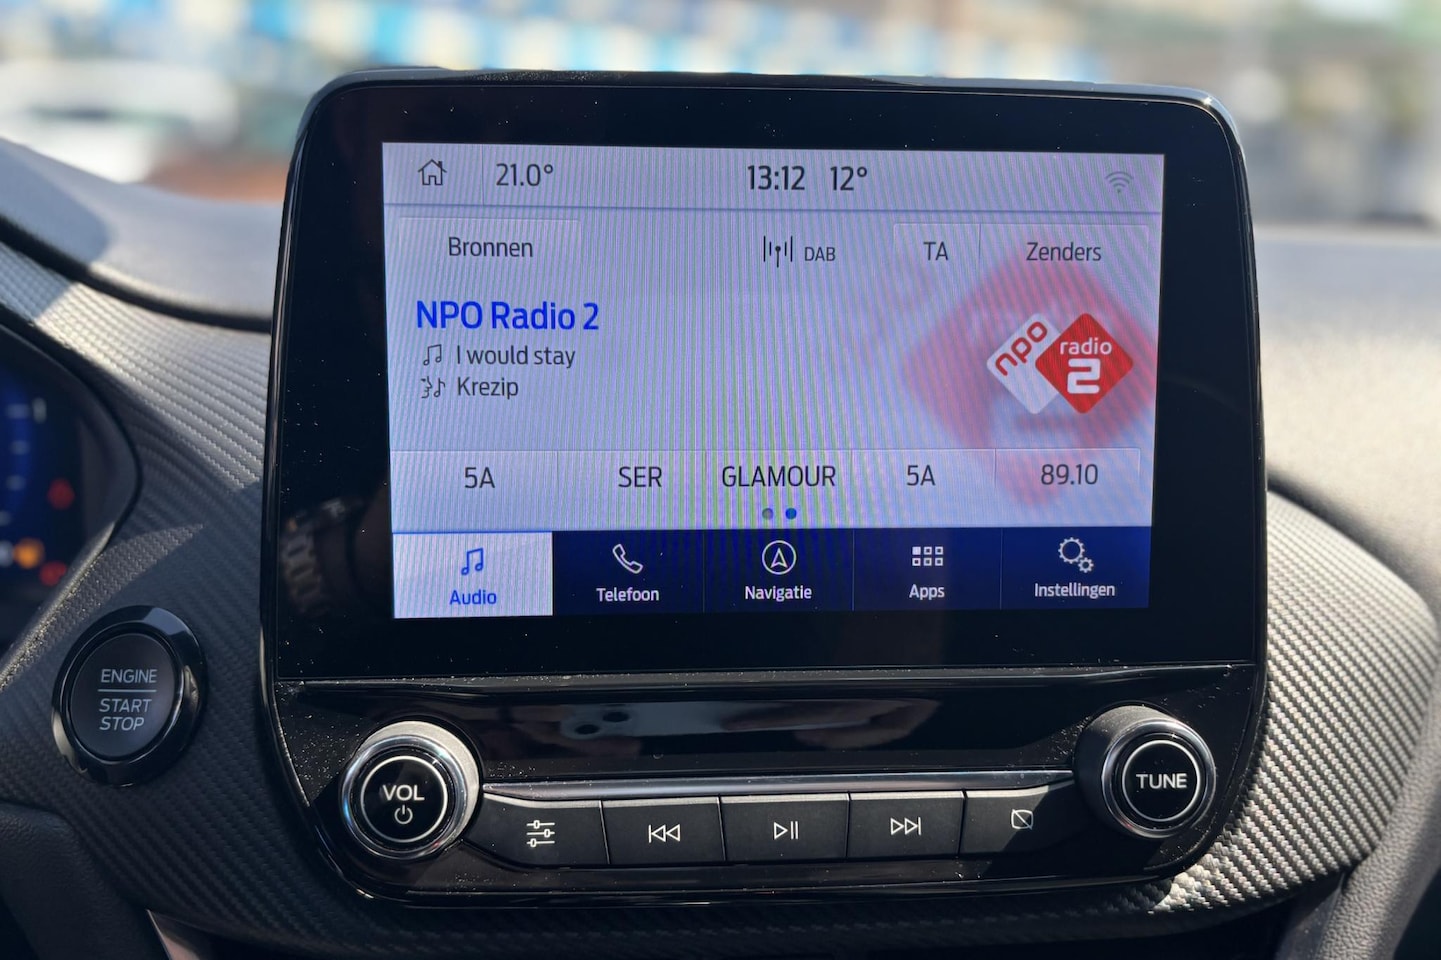 21.0° 13:12 12°
Bronnen DAB TA Zenders
NPO Radio 2
I would stay
Krezip
npo radio 2
5A SER GLAMOUR 5A 89.10
Audio Telefoon Navigatie Apps Instellingen
ENGINE
START
STOP
VOL
TUNE